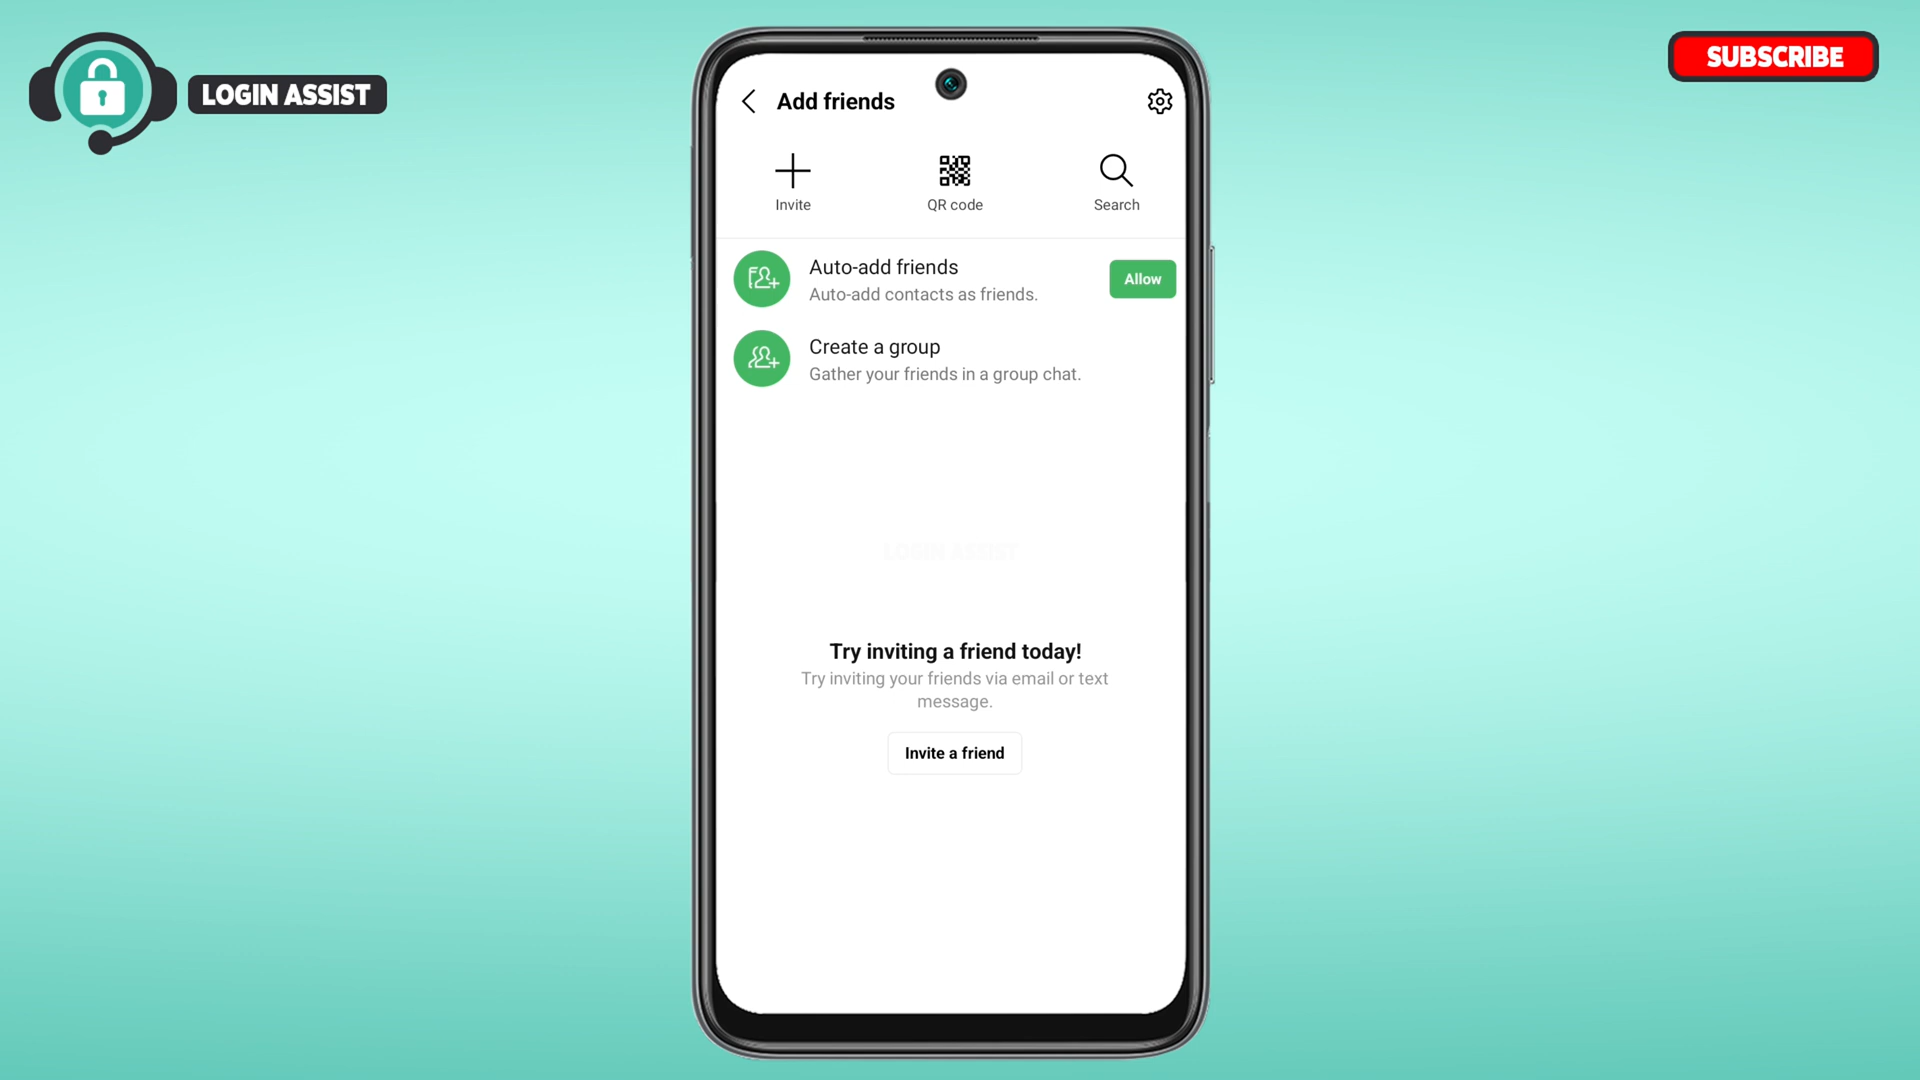 LOGIN ASSIST
SUBSCRIBE
Add friends
Invite
QR code
Search
Auto-add friends
Auto-add contacts as friends.
Allow
Create a group
Gather your friends in a group chat.
LOGIN ASSIST
Try inviting a friend today!
Try inviting your friends via email or text
message.
Invite a friend